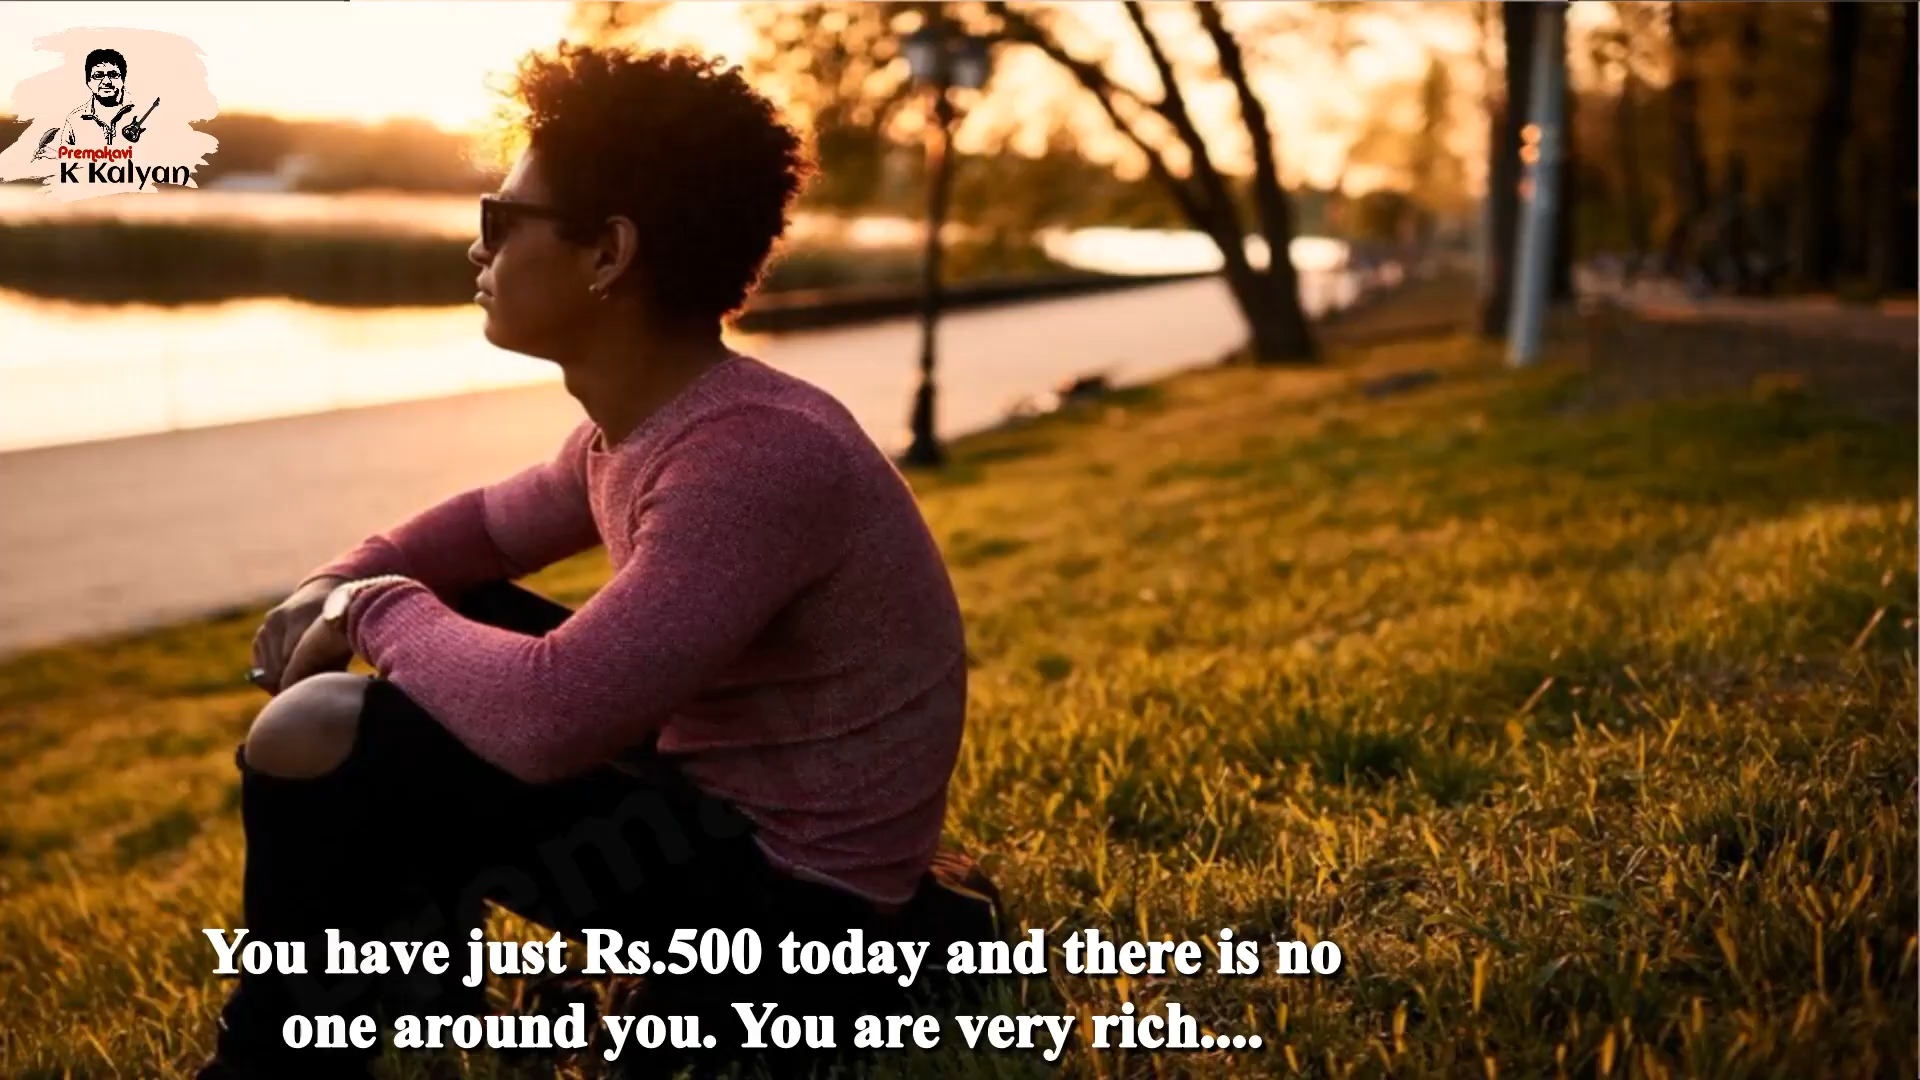 Premakavi
K Kalyan
Prema
You have just Rs.500 today and there is no
one around you. You are very rich....